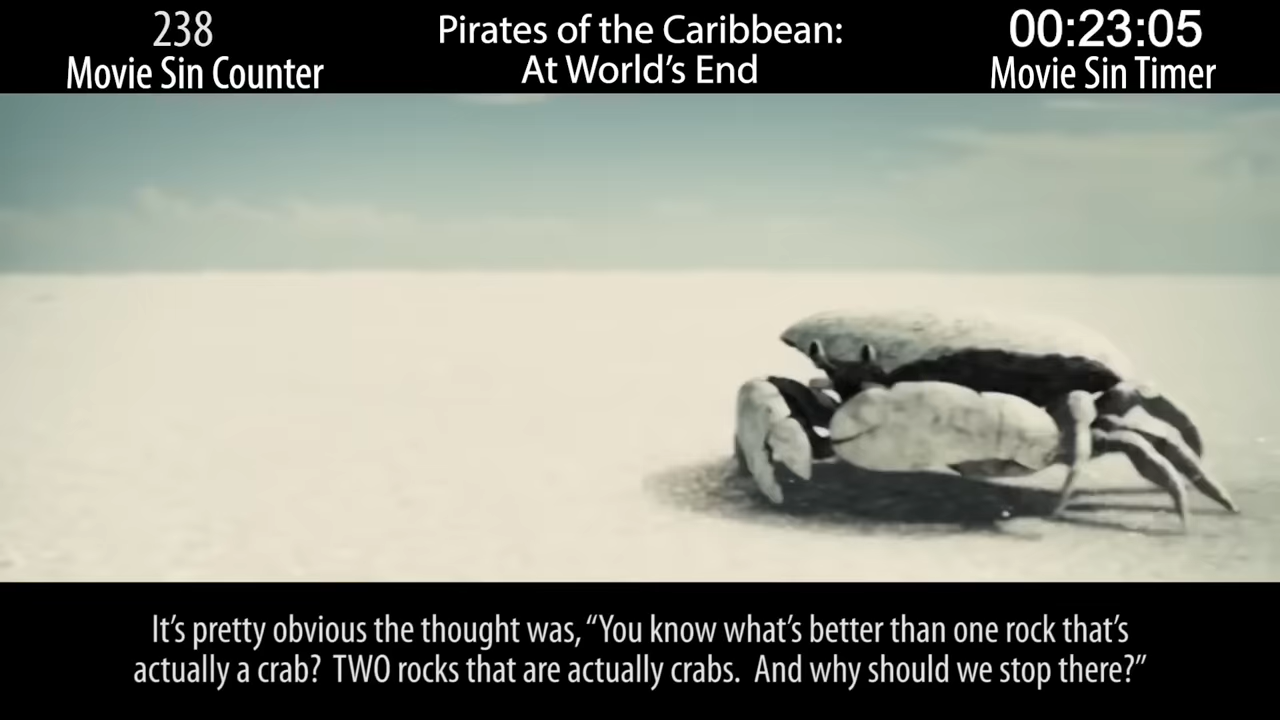 238
Movie Sin Counter
Pirates of the Caribbean:
At World's End
00:23:05
Movie Sin Timer
It's pretty obvious the thought was, “You know what's better than one rock that's
actually a crab?  TWO rocks that are actually crabs.  And why should we stop there?”